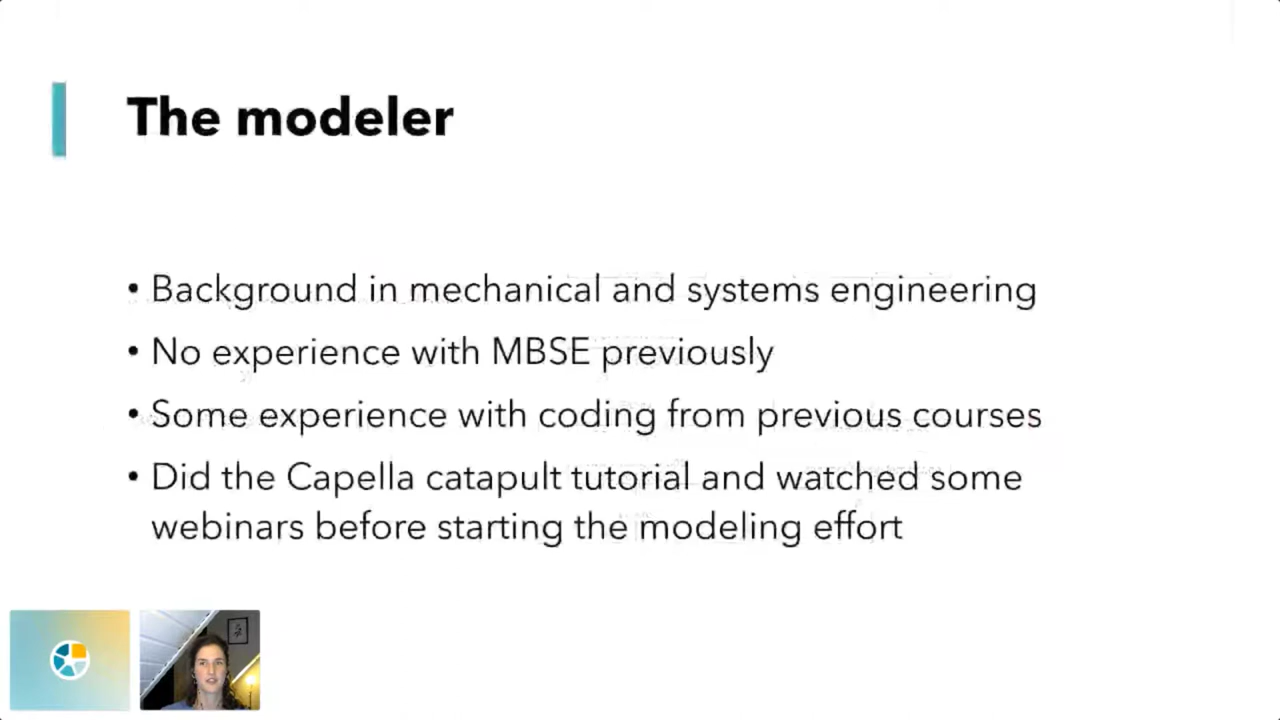 The modeler
• Background in mechanical and systems engineering
• No experience with MBSE previously
• Some experience with coding from previous courses
• Did the Capella catapult tutorial and watched some
webinars before starting the modeling effort